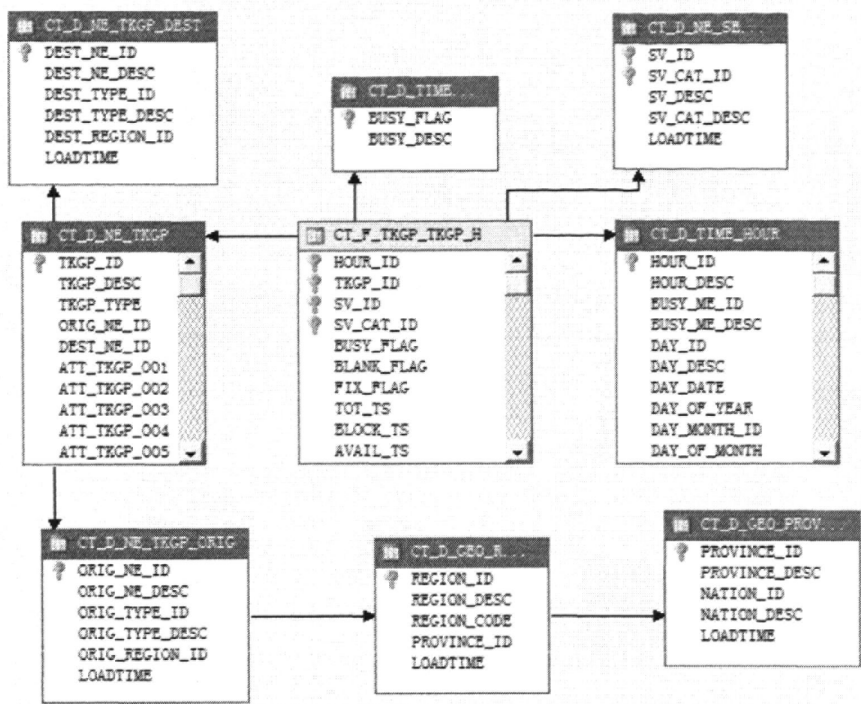 CT_D_NE_TKGP_DEST
DEST_NE_ID
DEST_NE_DESC
DEST_TYPE_ID
DEST_TYPE_DESC
DEST_REGION_ID
LOADTIME
CT_D_TIME...
BUSY_FLAG
BUSY_DESC
CT_D_NE_SE...
SV_ID
SV_CAT_ID
SV_DESC
SV_CAT_DESC
LOADTIME
CT_D_NE_TKGP
TKGP_ID
TKGP_DESC
TKGP_TYPE
ORIG_NE_ID
DEST_NE_ID
ATT_TKGP_001
ATT_TKGP_002
ATT_TKGP_003
ATT_TKGP_004
ATT_TKGP_005
CT_F_TKGP_TKGP_H
HOUR_ID
TKGP_ID
SV_ID
SV_CAT_ID
BUSY_FLAG
BLANK_FLAG
FIX_FLAG
TOT_TS
BLOCK_TS
AVAIL_TS
CT_D_TIME_HOUR
HOUR_ID
HOUR_DESC
BUSY_ME_ID
BUSY_ME_DESC
DAY_ID
DAY_DESC
DAY_DATE
DAY_OF_YEAR
DAY_MONTH_ID
DAY_OF_MONTH
CT_D_NE_TKGP_ORIG
ORIG_NE_ID
ORIG_NE_DESC
ORIG_TYPE_ID
ORIG_TYPE_DESC
ORIG_REGION_ID
LOADTIME
CT_D_GEO_R...
REGION_ID
REGION_DESC
REGION_CODE
PROVINCE_ID
LOADTIME
CT_D_GEO_PROV...
PROVINCE_ID
PROVINCE_DESC
NATION_ID
NATION_DESC
LOADTIME